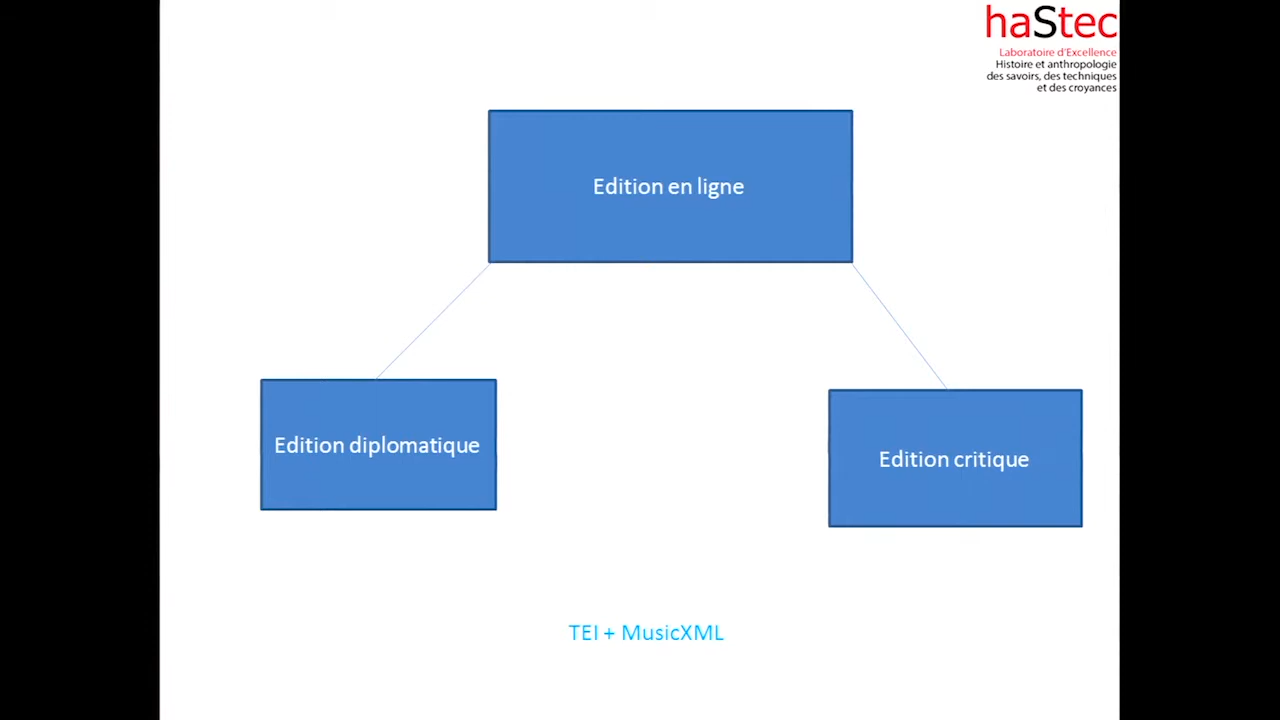 haStec
Laboratoire d'Excellence
Histoire et anthropologie
des savoirs, des techniques
et des croyances
Edition en ligne
Edition diplomatique
Edition critique
TEI + MusicXML